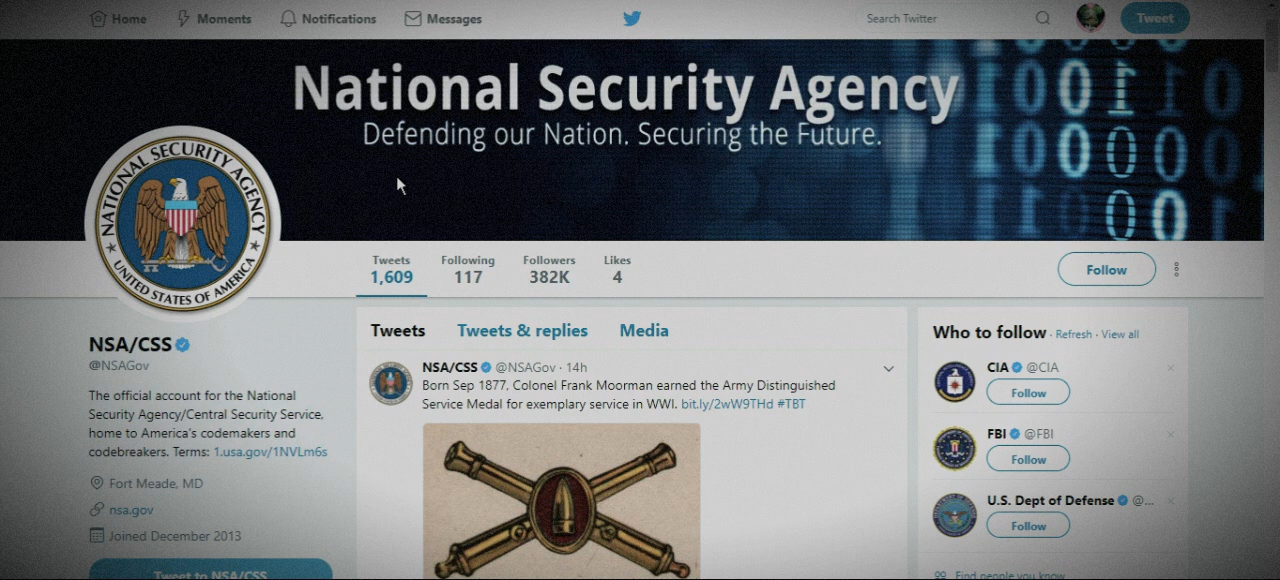 Home
Moments
Notifications
Messages
Search Twitter
Tweet
National Security Agency
Defending our Nation. Securing the Future.
NATIONAL SECURITY AGENCY
UNITED STATES OF AMERICA
Tweets
1,609
Following
117
Followers
382K
Likes
4
Follow
NSA/CSS
@NSAGov
The official account for the National
Security Agency/Central Security Service,
home to America's codemakers and
codebreakers. Terms: 1.usa.gov/1NVLm6s
Fort Meade, MD
nsa.gov
Joined December 2013
Tweet to NSA/CSS
Tweets
Tweets & replies
Media
NSA/CSS @NSAGov · 14h
Born Sep 1877, Colonel Frank Moorman earned the Army Distinguished
Service Medal for exemplary service in WWI. bit.ly/2wW9THd #TBT
Who to follow · Refresh · View all
CIA @CIA
Follow
FBI @FBI
Follow
U.S. Dept of Defense @...
Follow
Find people you know